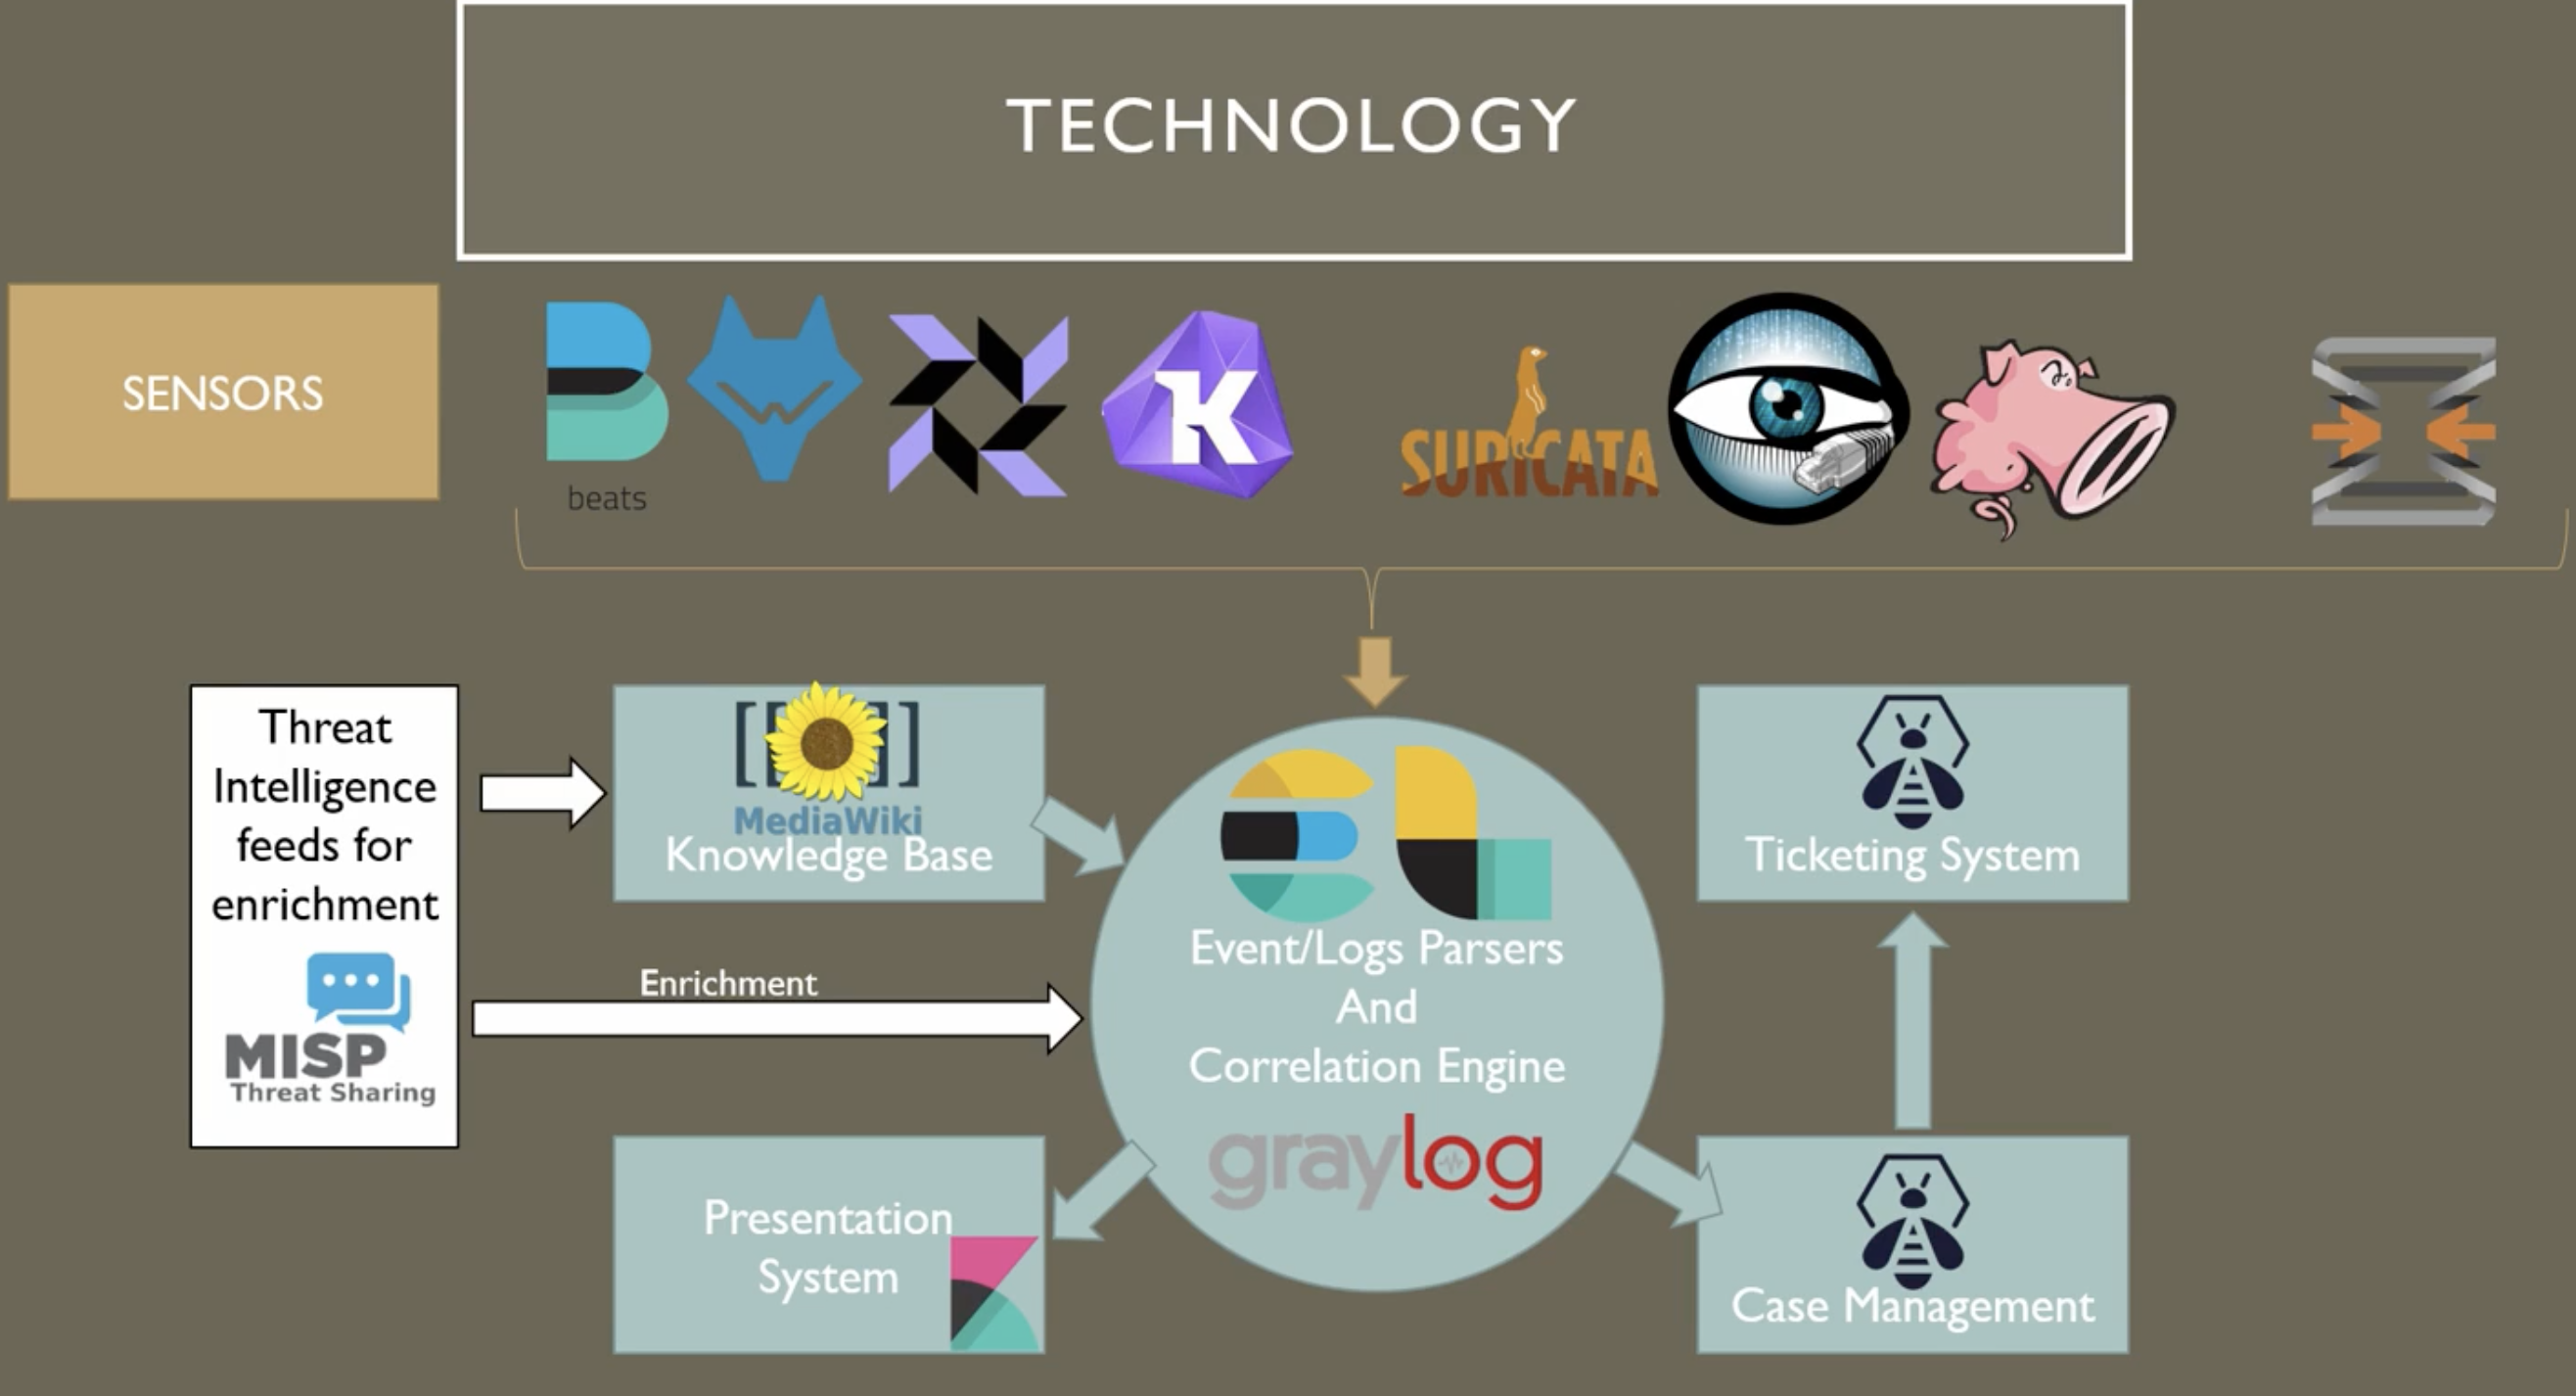 TECHNOLOGY
SENSORS
beats
K
SURICATA
Threat
Intelligence
feeds for
enrichment
MISP
Threat Sharing
[[ ]]
MediaWiki
Knowledge Base
Enrichment
Event/Logs Parsers
And
Correlation Engine
graylog
Ticketing System
Presentation
System
Case Management